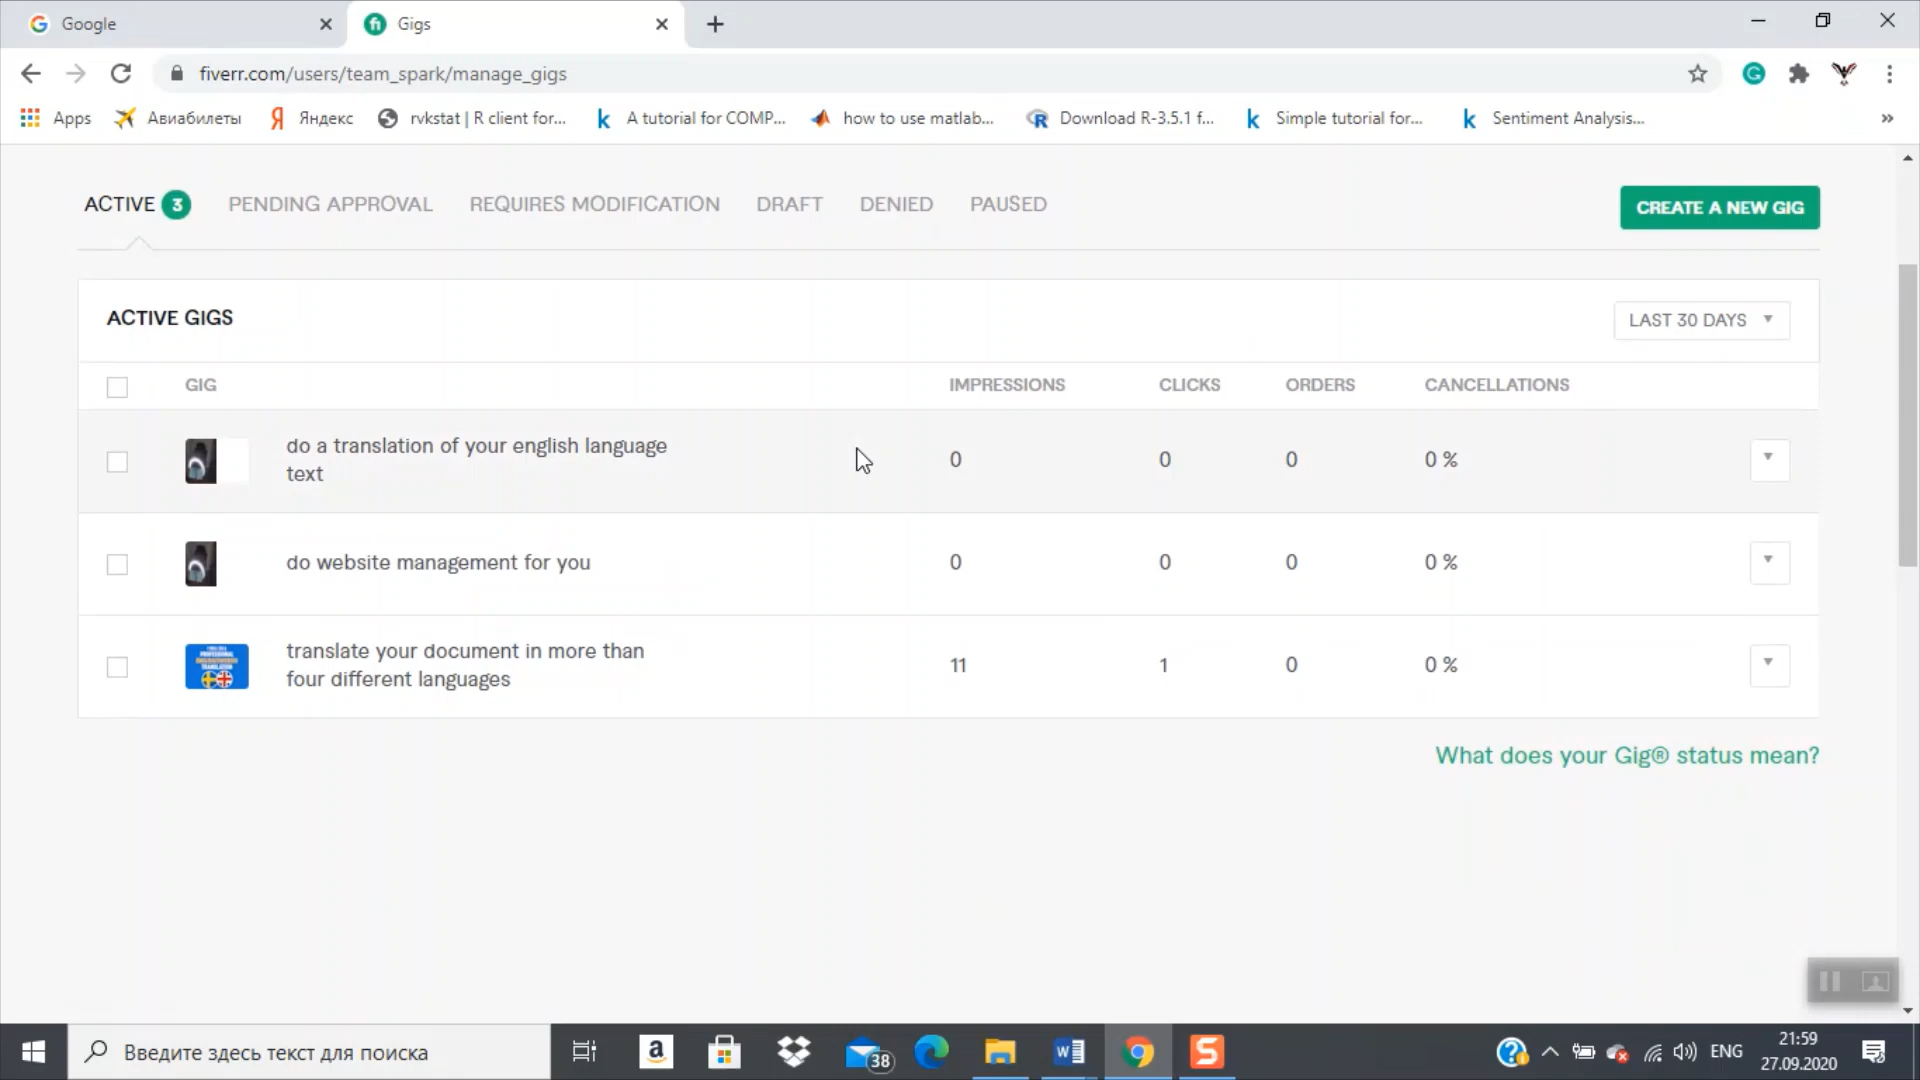 Google
Gigs
fiverr.com/users/team_spark/manage_gigs
Apps
Авиабилеты
Яндекс
rvkstat | R client for...
A tutorial for COMP...
how to use matlab...
Download R-3.5.1 f...
Simple tutorial for...
Sentiment Analysis...
ACTIVE 3 PENDING APPROVAL REQUIRES MODIFICATION DRAFT DENIED PAUSED
CREATE A NEW GIG
ACTIVE GIGS
LAST 30 DAYS
GIG IMPRESSIONS CLICKS ORDERS CANCELLATIONS
do a translation of your english language
text
0 0 0 0 %
do website management for you
0 0 0 0 %
translate your document in more than
four different languages
11 1 0 0 %
What does your Gig® status mean?
Введите здесь текст для поиска
38
ENG
21:59
27.09.2020